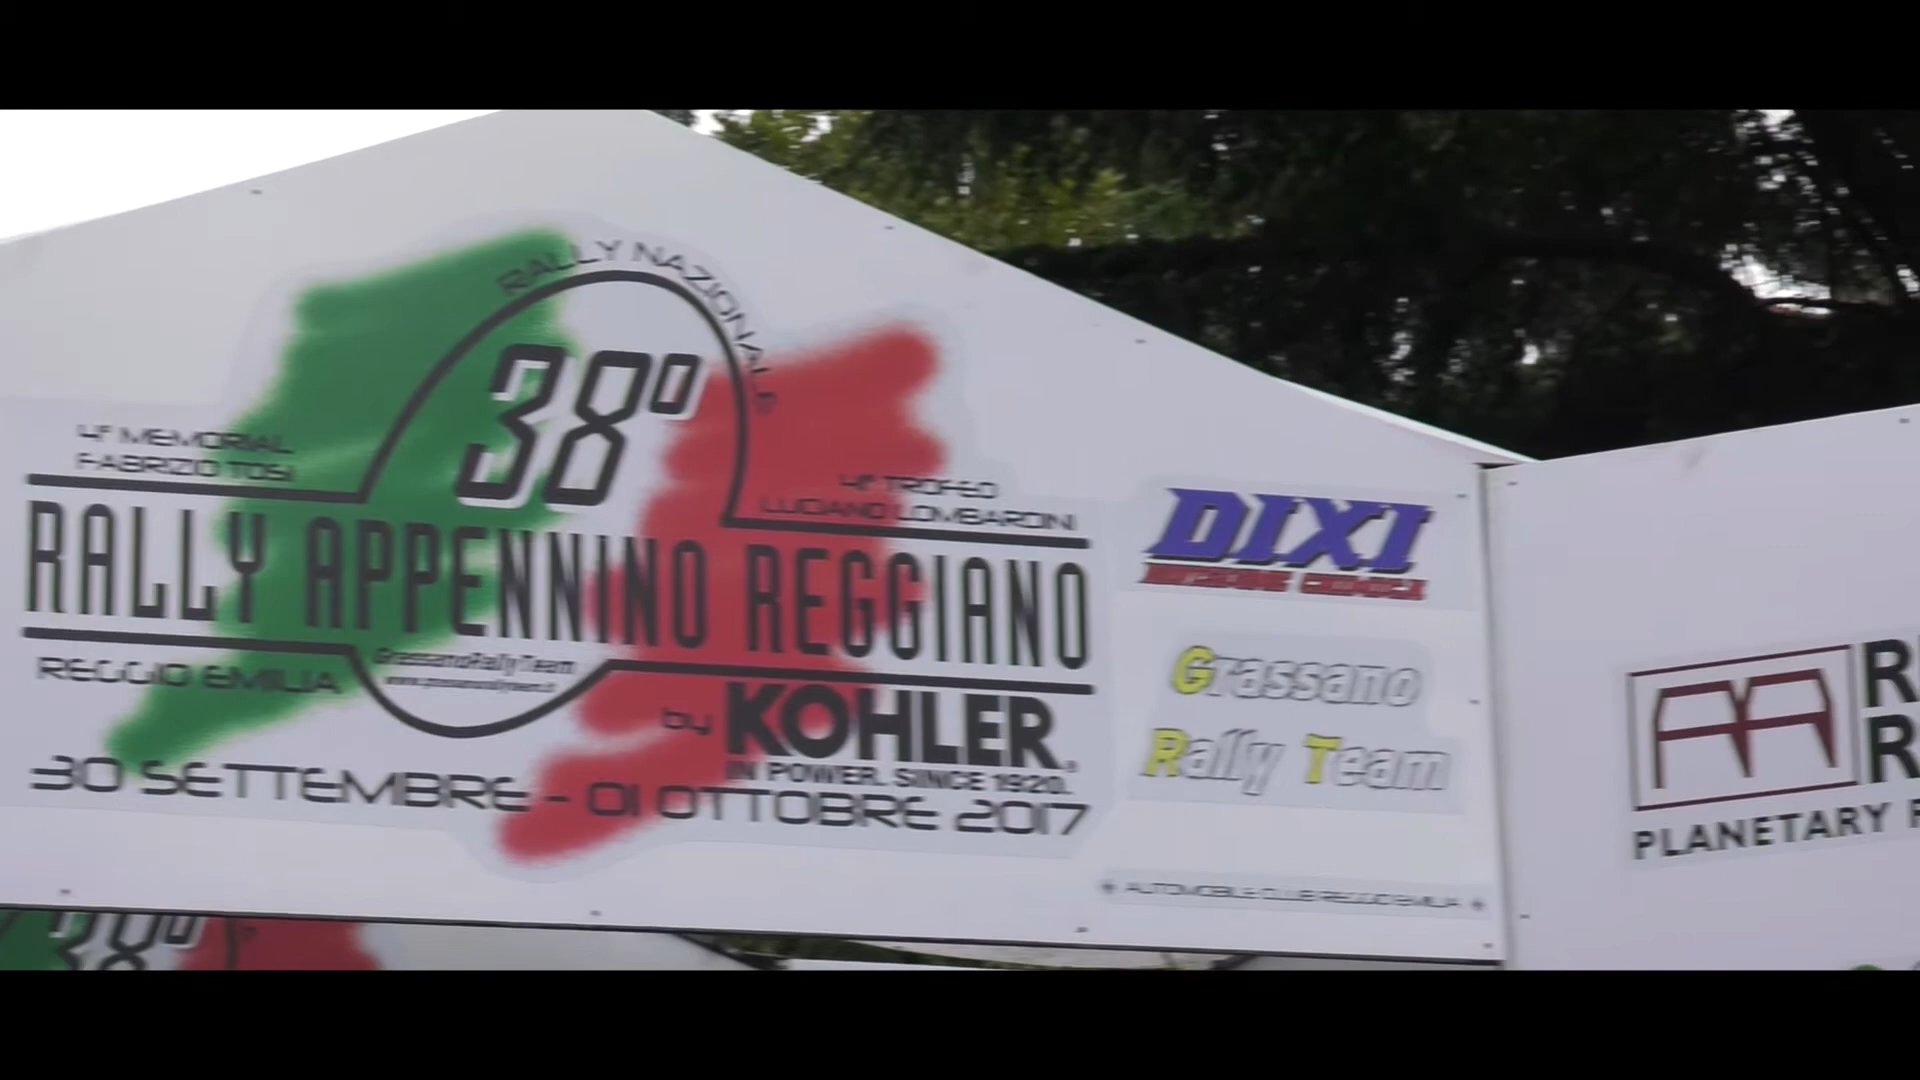 RALLY NAZIONALE
38°
4° MEMORIAL
FABRIZIO TOSI
4° TROFEO
LUCIANO LOMBARDINI
RALLY APPENNINO REGGIANO
REGGIO EMILIA
GrassanoRallyTeam
by KOHLER
IN POWER. SINCE 1920.
30 SETTEMBRE - 01 OTTOBRE 2017
DIXI
Grassano
Rally Team
AUTOMOBILE CLUB REGGIO EMILIA
R
R
PLANETARY
38°